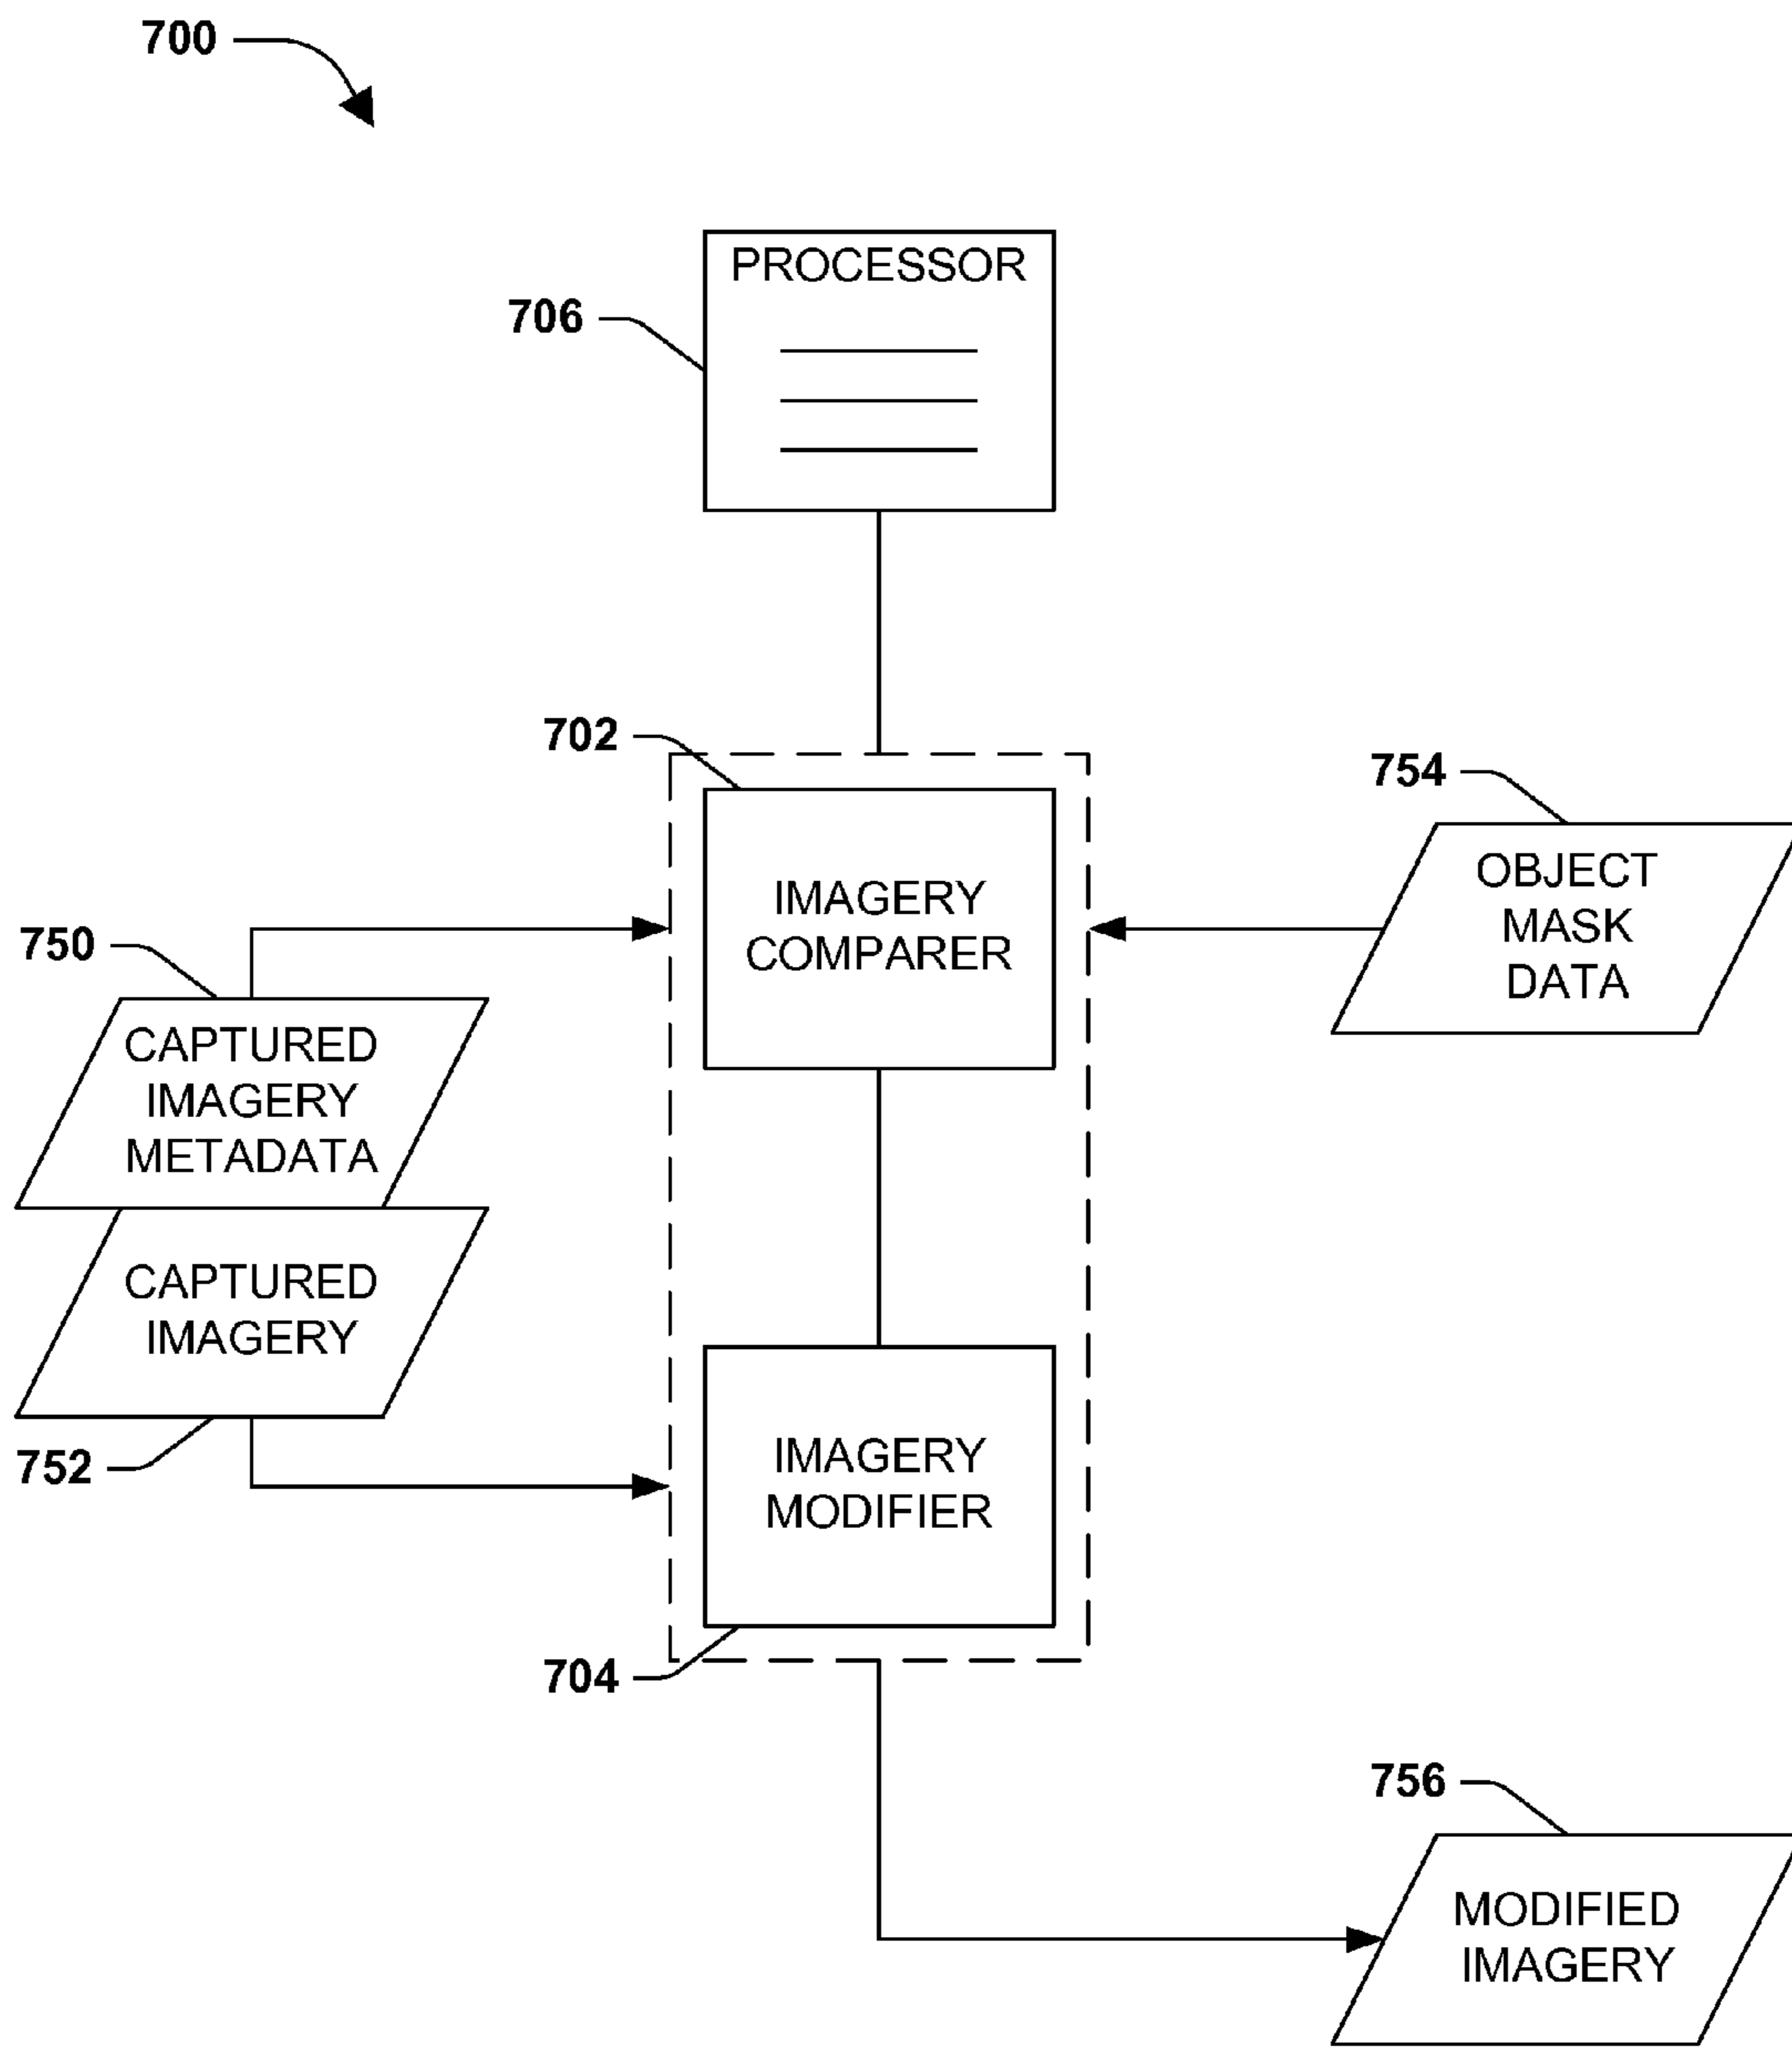 700
PROCESSOR
706
702
IMAGERY
COMPARER
754
OBJECT
MASK
DATA
750
CAPTURED
IMAGERY
METADATA
CAPTURED
IMAGERY
752
IMAGERY
MODIFIER
704
756
MODIFIED
IMAGERY